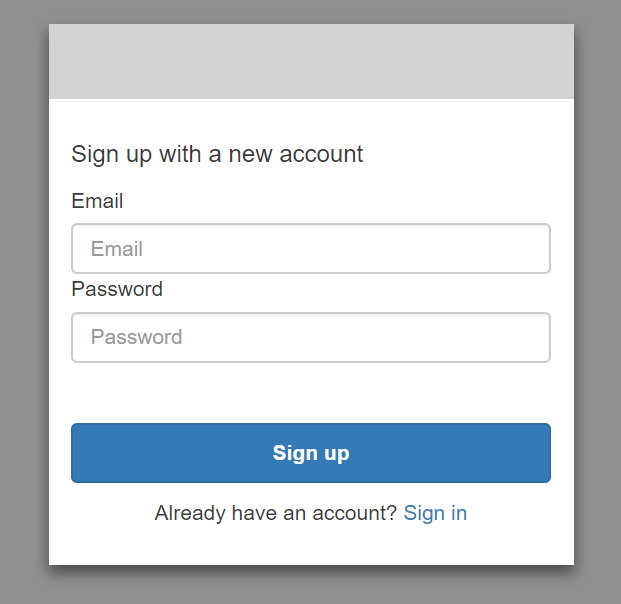 Sign up with a new account
Email
Email
Password
Password
Sign up
Already have an account? Sign in